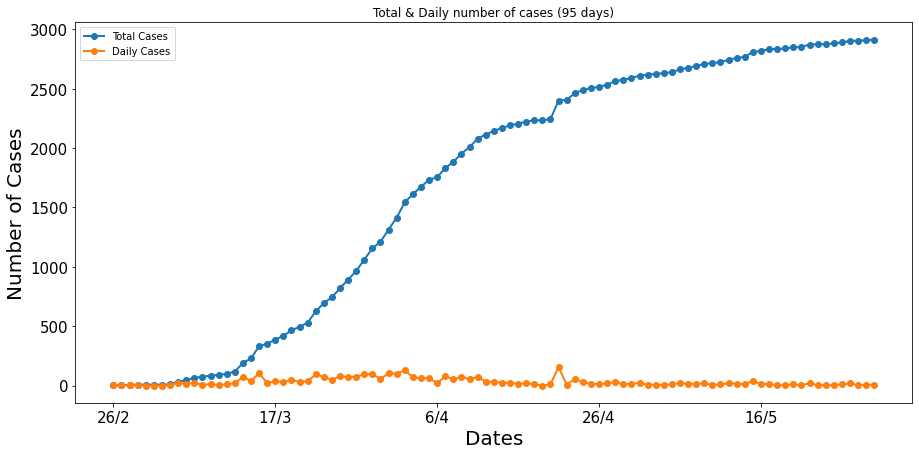 Total & Daily number of cases (95 days)
Total Cases
Daily Cases
Number of Cases
3000
2500
2000
1500
1000
500
0
26/2
17/3
6/4
26/4
16/5
Dates